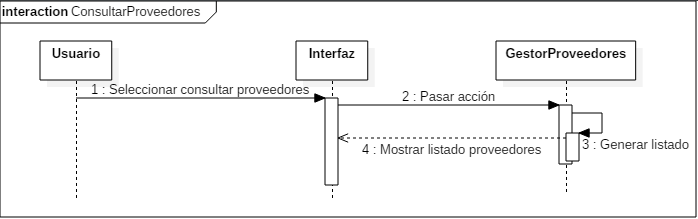 interaction ConsultarProveedores
Usuario
Interfaz
GestorProveedores
1 : Seleccionar consultar proveedores
2 : Pasar acción
3 : Generar listado
4 : Mostrar listado proveedores